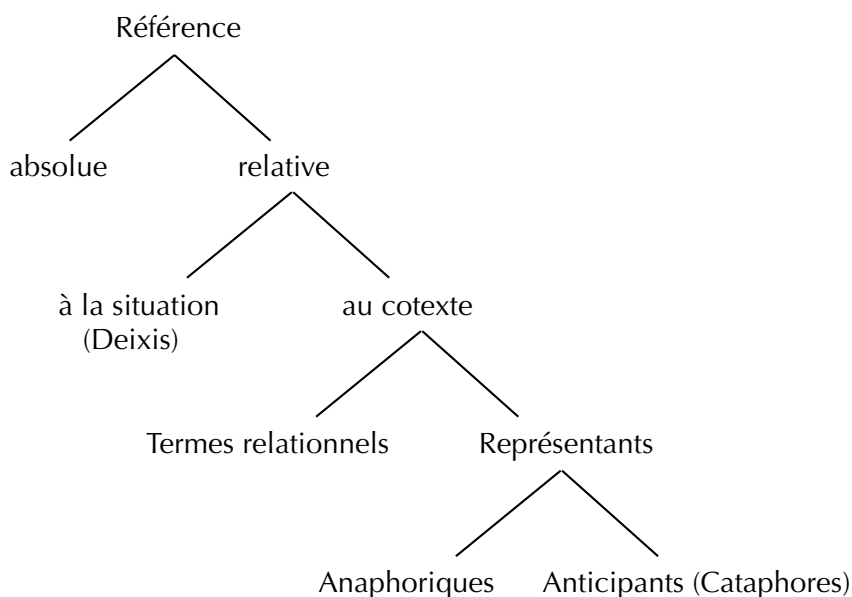 Référence
absolue
relative
à la situation
(Deixis)
au cotexte
Termes relationnels
Représentants
Anaphoriques
Anticipants (Cataphores)